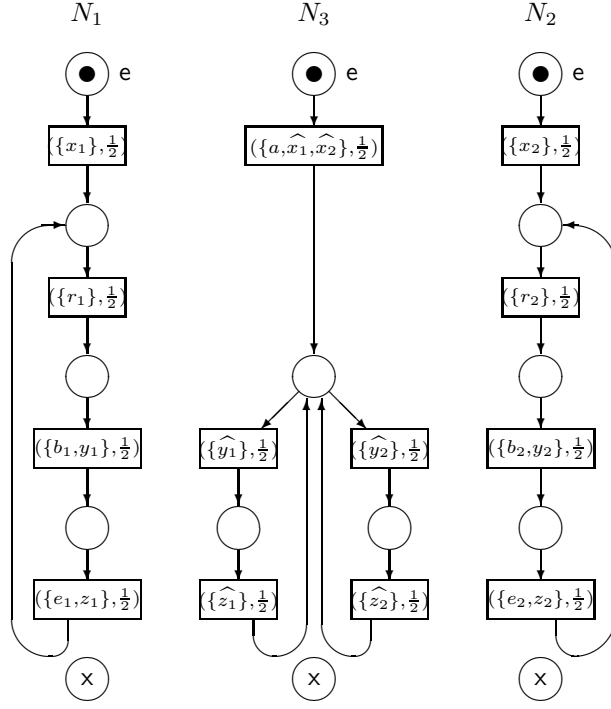 N₁ N₃ N₂
e e e
({x₁},½) ({a,x̂₁,x̂₂},½) ({x₂},½)
({r₁},½) ({r₂},½)
({b₁,y₁},½) ({ŷ₁},½) ({ŷ₂},½) ({b₂,y₂},½)
({e₁,z₁},½) ({ẑ₁},½) ({ẑ₂},½) ({e₂,z₂},½)
x x x